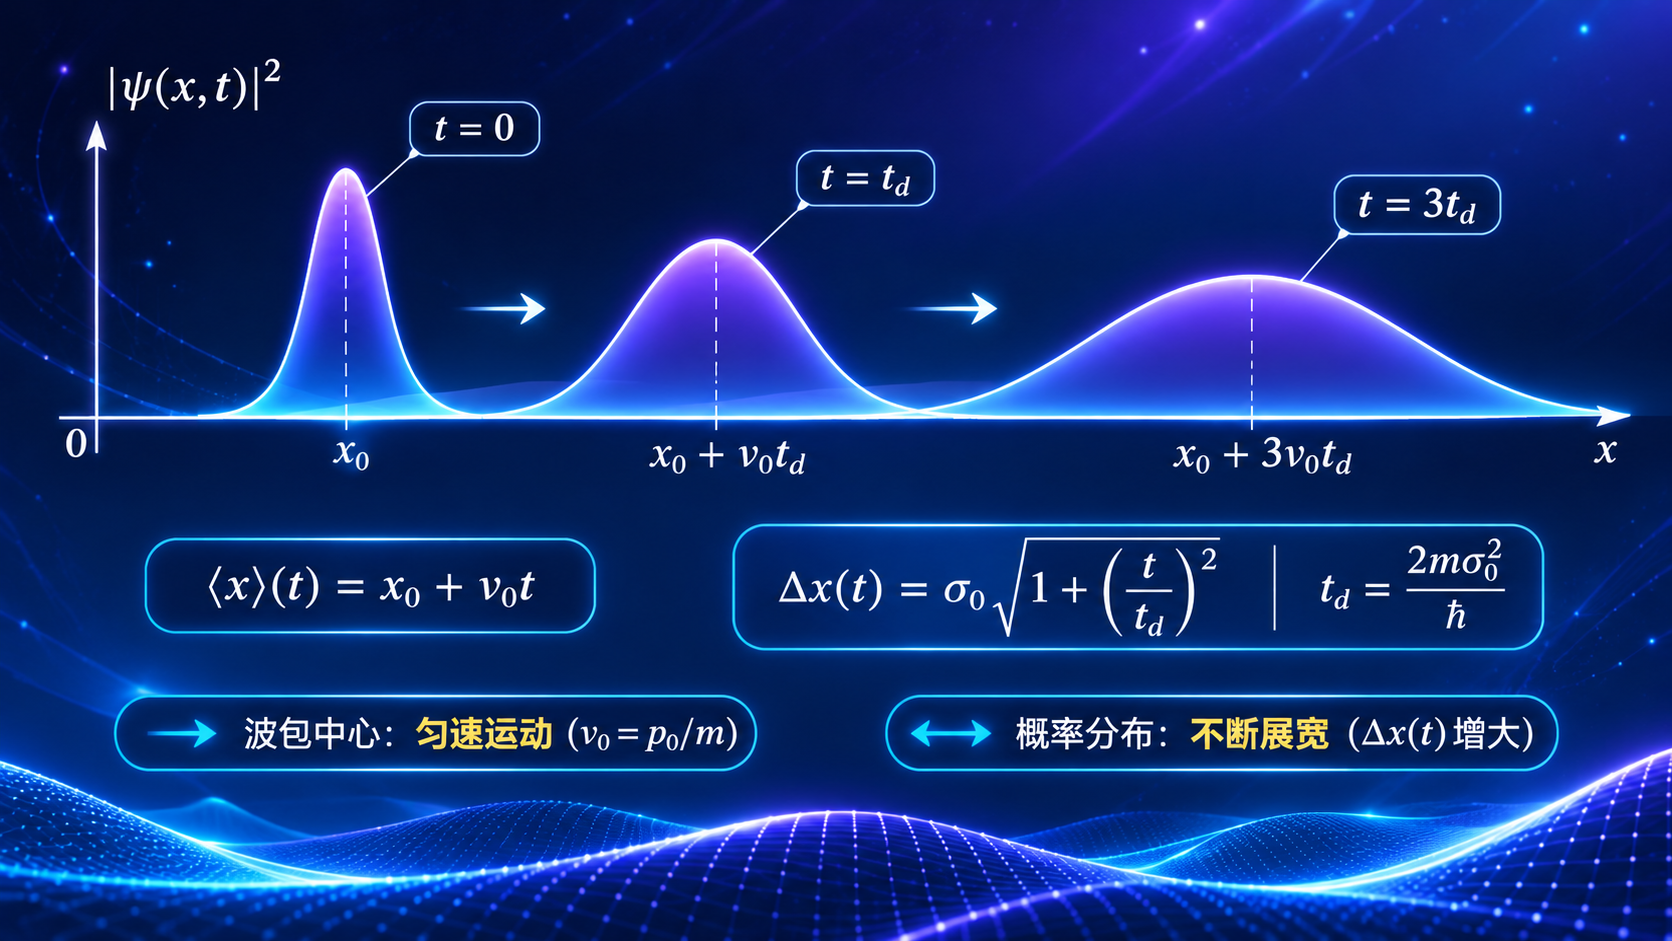 |ψ(x,t)|²
t = 0
t = t_d
t = 3t_d
0
x₀
x₀ + v₀t_d
x₀ + 3v₀t_d
x
⟨x⟩(t) = x₀ + v₀t
Δx(t) = σ₀√(1 + (t/t_d)²) | t_d = 2mσ₀²/ħ
波包中心：匀速运动 (v₀ = p₀/m)
概率分布：不断展宽 (Δx(t) 增大)